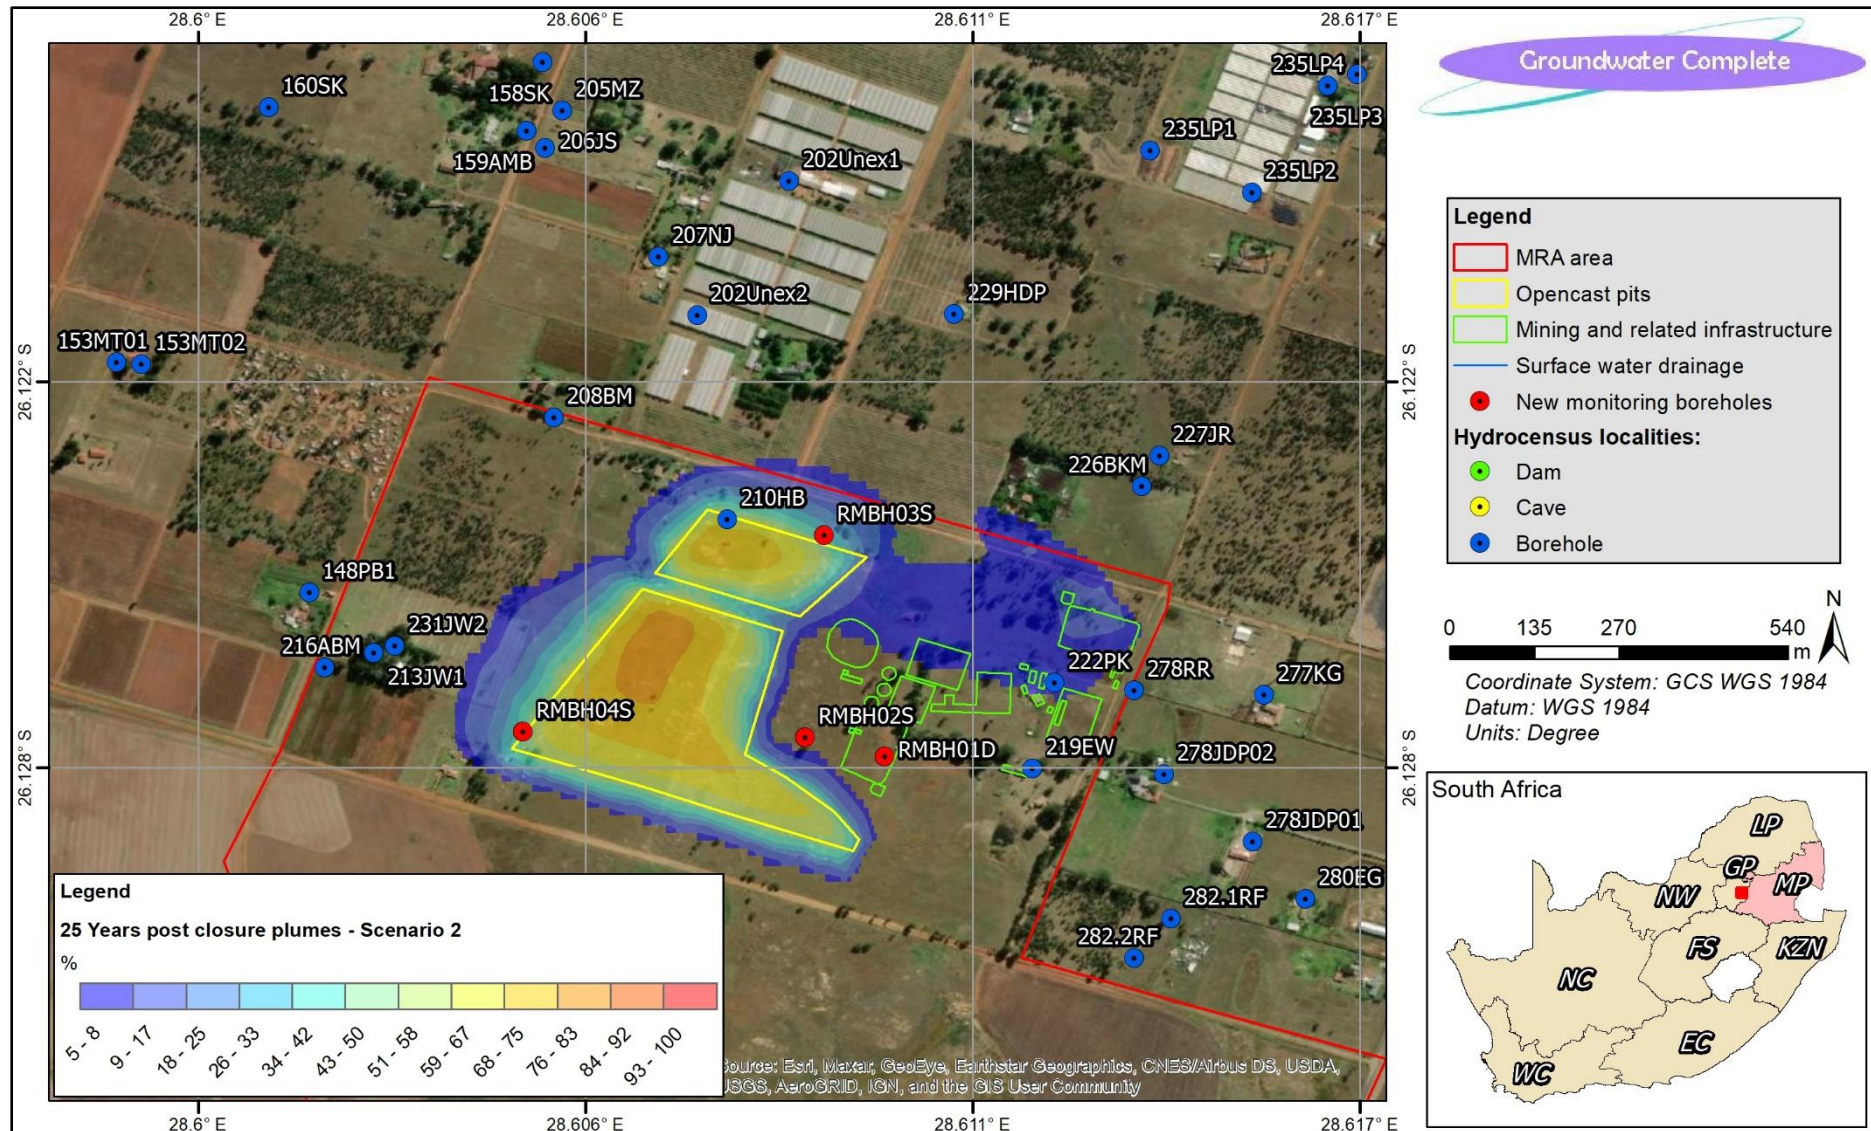 28.6° E
28.606° E
28.611° E
28.617° E
Groundwater Complete
160SK
158SK
205MZ
206JS
159AMB
202Unex1
235LP4
235LP3
235LP1
235LP2
207NJ
202Unex2
229HDP
153MT01
153MT02
26.122° S
26.122° S
208BM
227JR
226BKM
210HB
RMBH03S
148PB1
231JW2
216ABM
213JW1
222PK
278RR
277KG
RMBH04S
RMBH02S
RMBH01D
219EW
278JDP02
26.128° S
26.128° S
278JDP01
280EG
282.1RF
282.2RF
Legend
MRA area
Opencast pits
Mining and related infrastructure
Surface water drainage
New monitoring boreholes
Hydrocensus localities:
Dam
Cave
Borehole
0 135 270 540
m
N
Coordinate System: GCS WGS 1984
Datum: WGS 1984
Units: Degree
South Africa
LP
GP
MP
NW
FS
KZN
NC
EC
WC
Legend
25 Years post closure plumes - Scenario 2
%
5 - 8
9 - 17
18 - 25
26 - 33
34 - 42
43 - 50
51 - 58
59 - 67
68 - 75
76 - 83
84 - 92
93 - 100
Source: Esri, Maxar, GeoEye, Earthstar Geographics, CNES/Airbus DS, USDA,
USGS, AeroGRID, IGN, and the GIS User Community
28.6° E
28.606° E
28.611° E
28.617° E